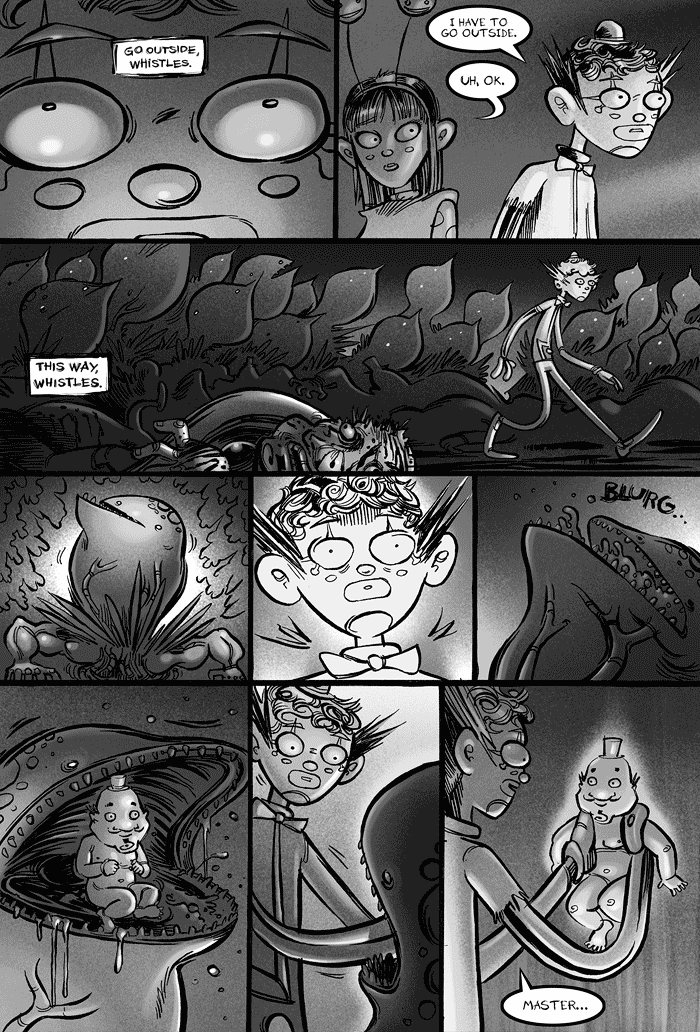 GO OUTSIDE,
WHISTLES.
I HAVE TO
GO OUTSIDE.
UH, OK.
THIS WAY,
WHISTLES.
BLURG...
MASTER...